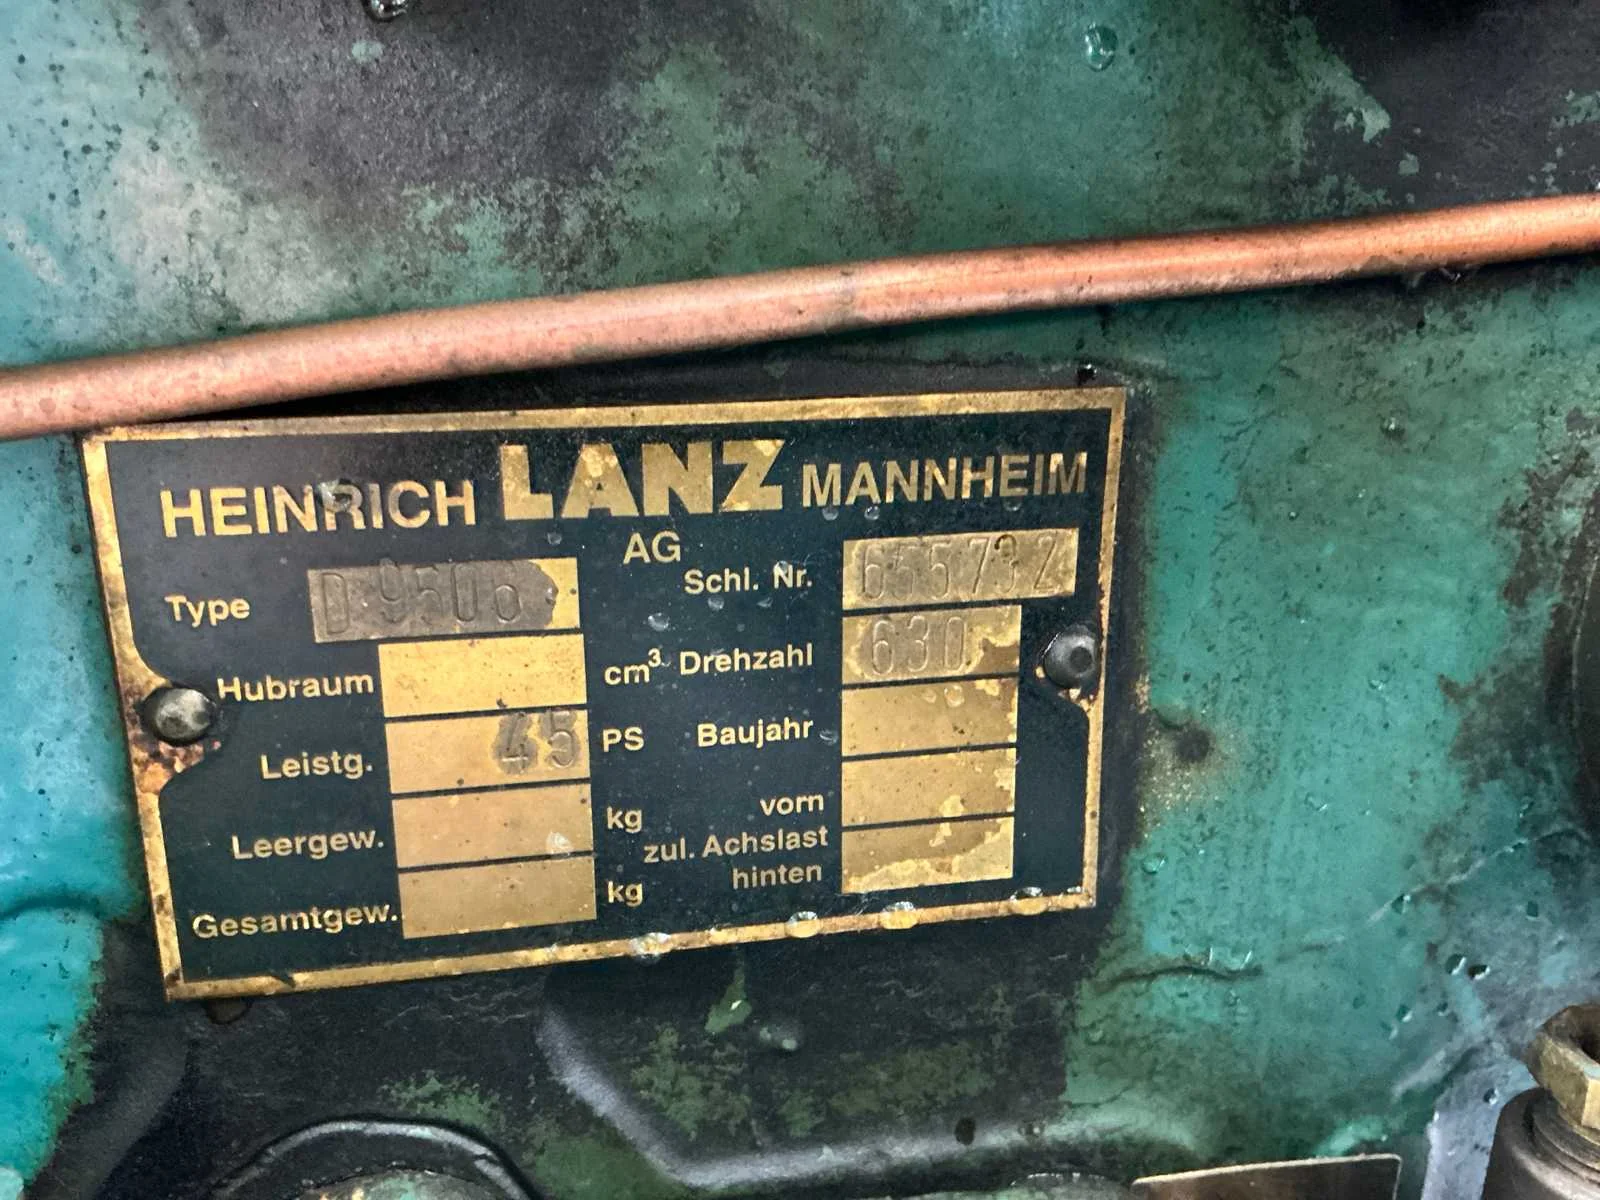 HEINRICH LANZ MANNHEIM
AG
Type D 9506 Schl. Nr. 655732
Hubraum cm³ Drehzahl 630
Leistg. 45 PS Baujahr
Leergew. kg vorn
zul. Achslast
Gesamtgew. kg hinten